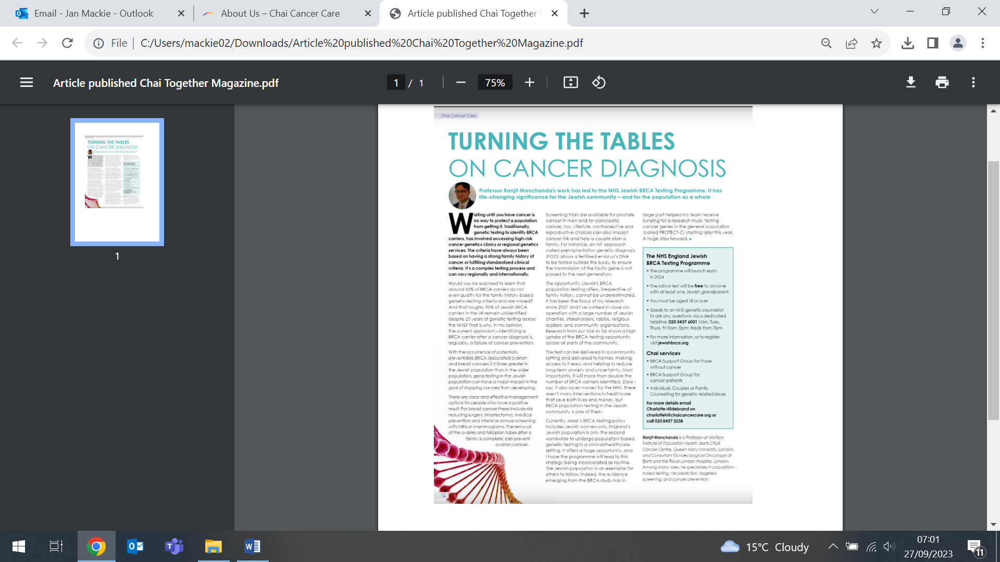 Email - Jan Mackie - Outlook
About Us – Chai Cancer Care
Article published Chai Together
File
C:/Users/mackie02/Downloads/Article%20published%20Chai%20Together%20Magazine.pdf
Article published Chai Together Magazine.pdf
1 / 1
75%
TURNING THE TABLES
ON CANCER DIAGNOSIS
1
Chai Cancer Care
TURNING THE TABLES
ON CANCER DIAGNOSIS
Professor Ranjit Manchanda's work has led to the NHS Jewish BRCA Testing Programme. It has
life-changing significance for the Jewish community – and for the population as a whole
Waiting until you have cancer is
no way to protect a population
from getting it. Traditionally,
genetic testing to identify BRCA
carriers, has involved accessing high-risk
cancer genetics clinics or regional genetics
services. The criteria have always been
based on having a strong family history of
cancer or fulfilling standardised clinical
criteria. It's a complex testing process and
can vary regionally and internationally.
Would you be surprised to learn that
around 60% of BRCA carriers do not
even qualify for the family history-based
genetic-testing criteria and are missed?
And that roughly 90% of Jewish BRCA
carriers in the UK remain unidentified
despite 25 years of genetic testing across
the NHS? That is why, in my opinion,
the current approach – identifying a
BRCA carrier after a cancer diagnosis is,
arguably, a failure of cancer prevention.
With the occurrence of potentially
preventable BRCA-associated ovarian
and breast cancers 2.5 times greater in
the Jewish population than in the wider
population, gene testing in the Jewish
population can have a major impact in the
goal of stopping cancers from developing.
There are clear and effective management
options for people who have a positive
result. For breast cancer these include risk
reducing surgery (mastectomy), medical
prevention and intensive annual screening
with MRIs or mammograms. The removal
of the ovaries and fallopian tubes after a
family is complete, can prevent
ovarian cancer.
12
Screening trials are available for prostate
cancer in men and for pancreatic
cancer, too. Lifestyle, contraceptive and
reproductive choices can also impact
cancer risk and help a couple plan a
family. For instance, an IVF approach
called preimplantation genetic diagnosis
(PGD) allows a fertilised embryo's DNA
to be tested outside the body, to ensure
the transmission of the faulty gene is not
passed to the next generation.
The opportunity (Jewish) BRCA
population testing offers, irrespective of
family history, cannot be underestimated.
It has been the focus of my research
since 2007 and I've worked in close co-
operation with a large number of Jewish
charities, stakeholders, rabbis, religious
leaders, and community organisations.
Research from our trial so far shows a high
uptake of the BRCA-testing opportunity
across all parts of the community.
The test can be delivered in a community
setting and delivered to homes, making
access to it easy, and helping to reduce
long-term anxiety and uncertainty. Most
importantly, it will more than double the
number of BRCA carriers identified. Dare I
say, it also saves money for the NHS. There
aren't many interventions in healthcare
that save both lives and money, but
BRCA population testing in the Jewish
community is one of them.
Currently, Israel's BRCA-testing policy
includes Jewish women only. England's
Jewish population is only the second
worldwide to undergo population-based
genetic testing in a clinical/healthcare
setting. It offers a huge opportunity, and
I hope the programme will lead to this
strategy being incorporated as routine.
The Jewish population is an exemplar for
others to follow. Indeed, the evidence
emerging from the BRCA study has in
large part helped my team receive
funding for a research study testing
cancer genes in the general population
(called PROTECT-C) starting later this year.
A huge step forward.
The NHS England Jewish
BRCA Testing Programme
• The programme will launch early
in 2024
• The saliva test will be free to anyone
with at least one Jewish grandparent
• You must be aged 18 or over
• Speak to an NHS genetic counsellor
to ask any questions via a dedicated
helpline: 020 3437 6001 Mon, Tues,
Thurs, Fri 9am-5pm; Weds 9am-7pm
• For more information, or to register
visit jewishbrca.org
Chai services
• BRCA Support Group for those
without cancer
• BRCA Support Group for
cancer patients
• Individual, Couples or Family
Counselling for genetic-related issues
For more details email
Charlotte Hildebrand on
charlotteh@chaicancercare.org or
call 020 8457 3238
Ranjit Manchanda is a Professor at Wolfson
Institute of Population Health, Barts CRUK
Cancer Centre, Queen Mary University, London,
and Consultant Gynaecological Oncologist at
Barts and the Royal London Hospital, London.
Among many roles, he specialises in population-
based testing, risk prediction, targeted
screening, and cancer prevention.
15°C Cloudy
07:01
27/09/2023
11